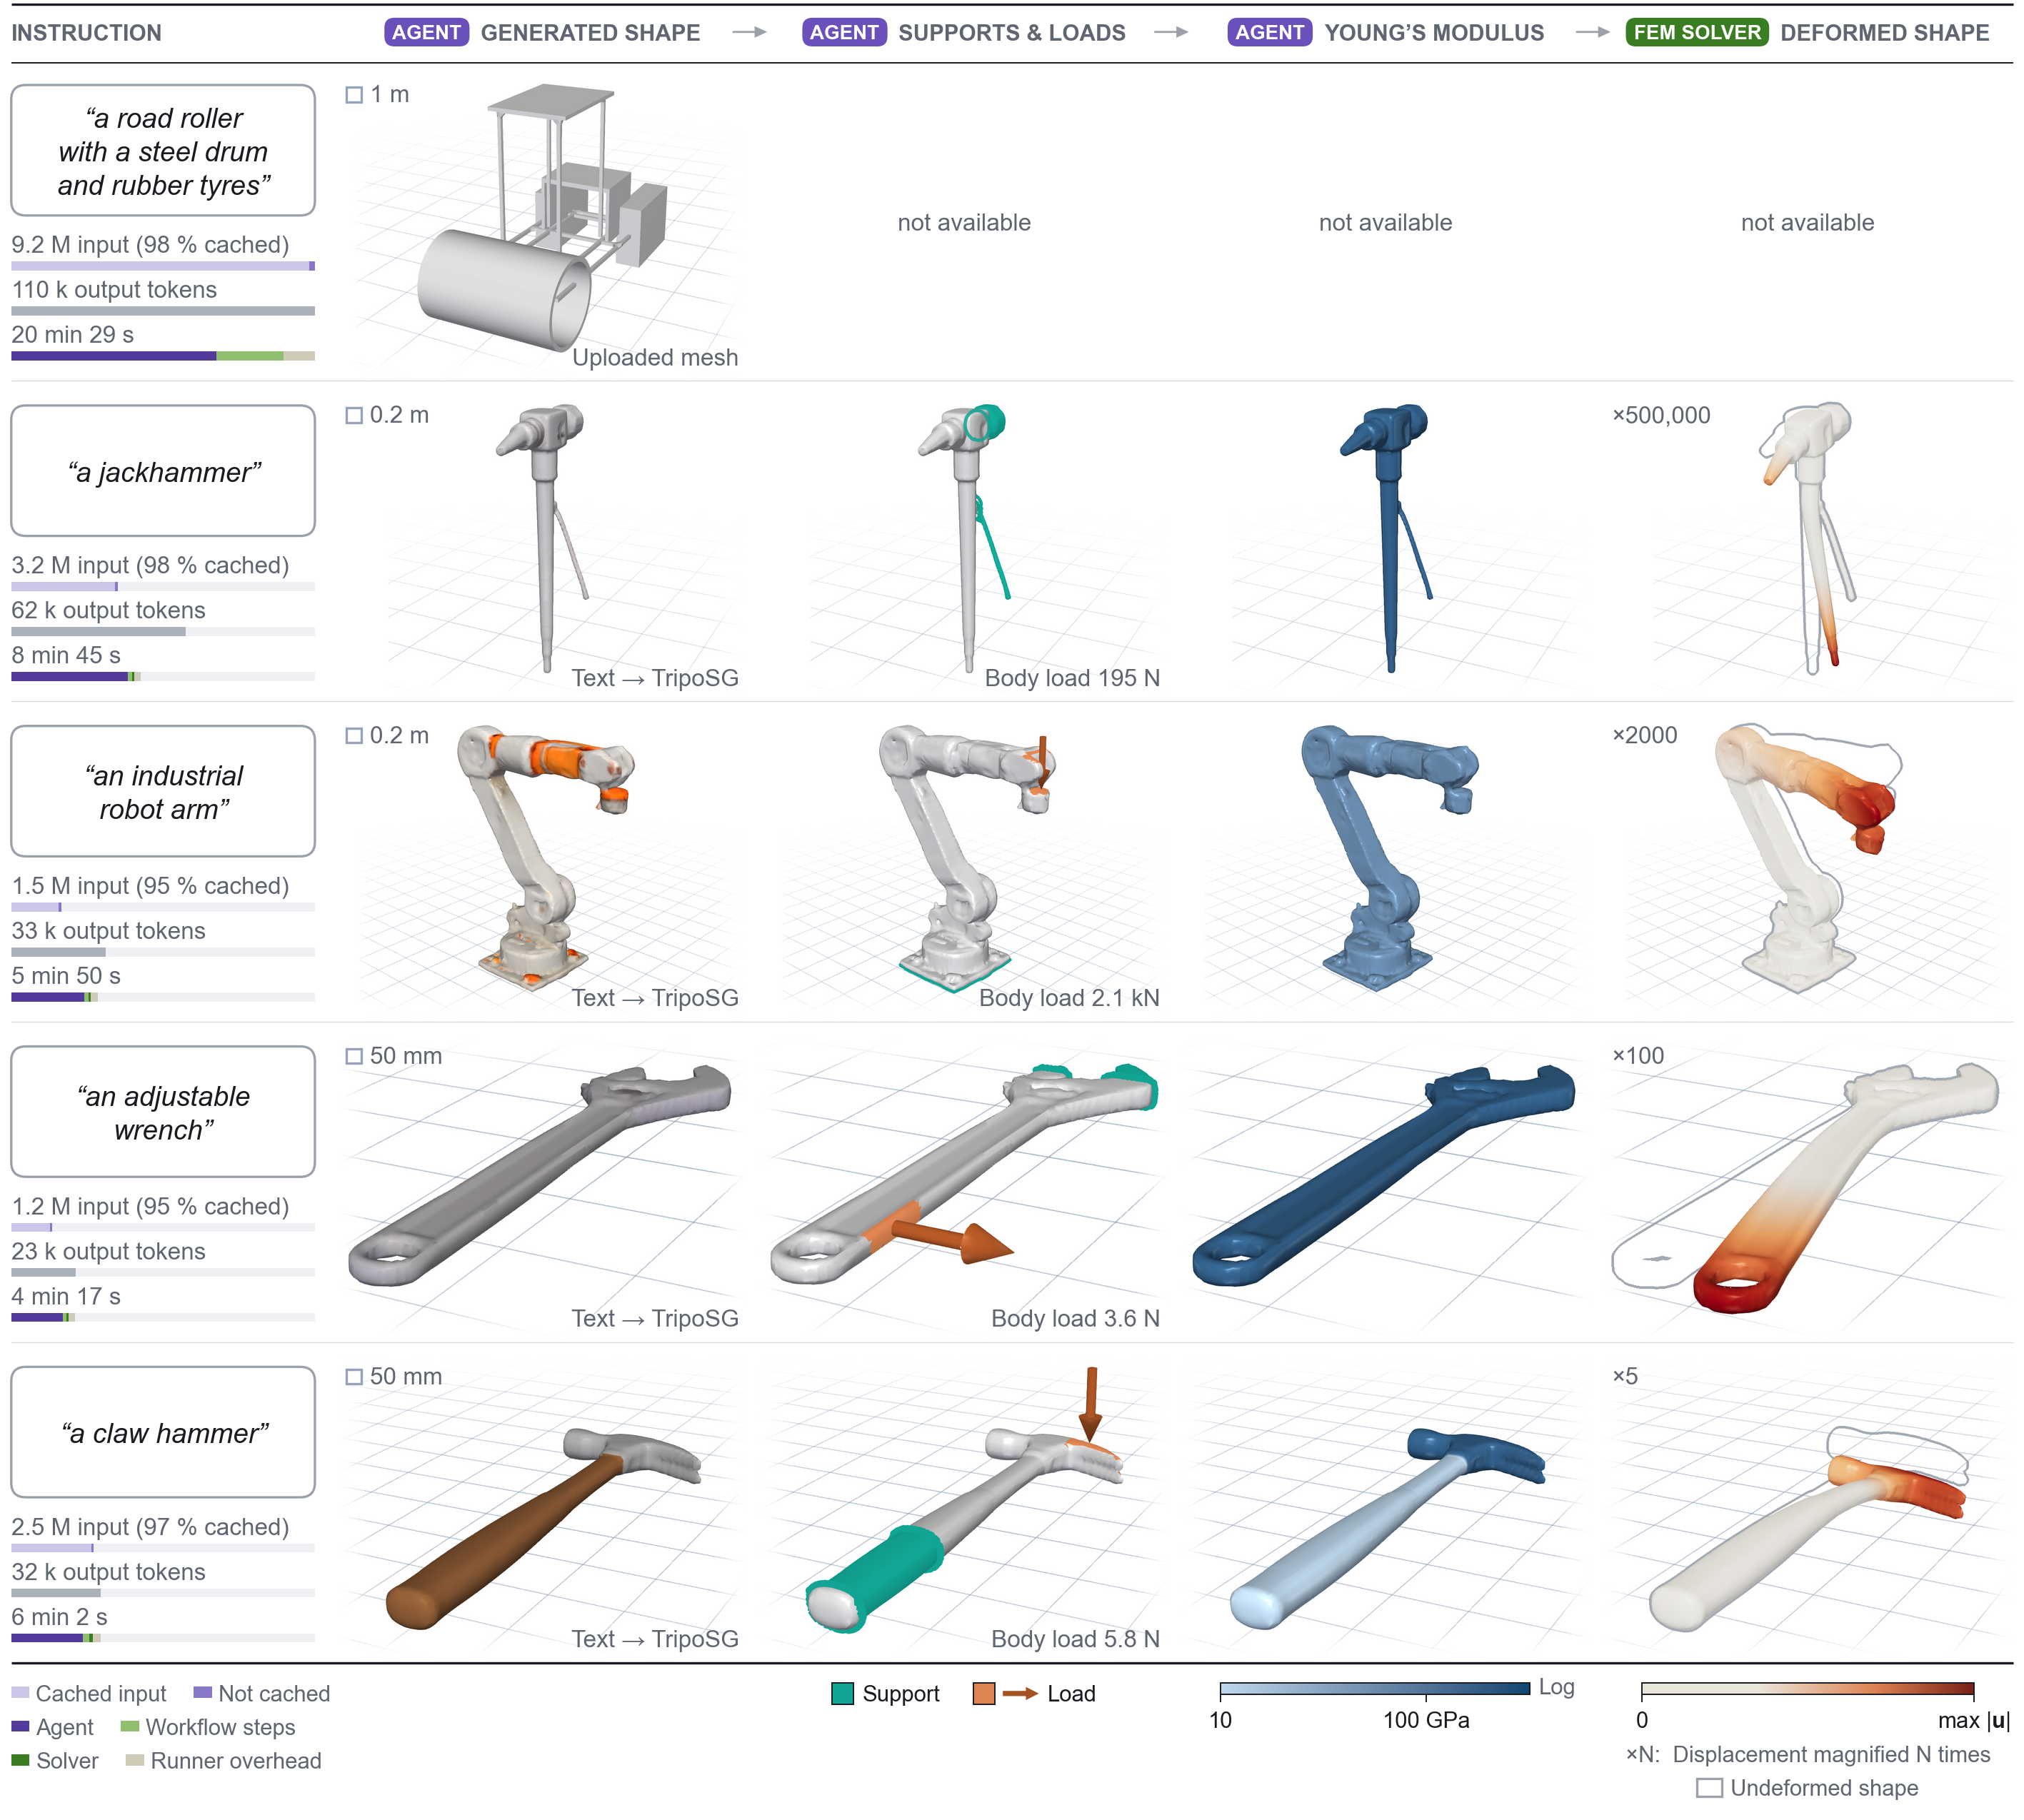 INSTRUCTION
AGENT GENERATED SHAPE
AGENT SUPPORTS & LOADS
AGENT YOUNG’S MODULUS
FEM SOLVER DEFORMED SHAPE
“a road roller
with a steel drum
and rubber tyres”
9.2 M input (98 % cached)
110 k output tokens
20 min 29 s
1 m
Uploaded mesh
not available
not available
not available
“a jackhammer”
3.2 M input (98 % cached)
62 k output tokens
8 min 45 s
0.2 m
Text → TripoSG
Body load 195 N
×500,000
“an industrial
robot arm”
1.5 M input (95 % cached)
33 k output tokens
5 min 50 s
0.2 m
Text → TripoSG
Body load 2.1 kN
×2000
“an adjustable
wrench”
1.2 M input (95 % cached)
23 k output tokens
4 min 17 s
50 mm
Text → TripoSG
Body load 3.6 N
×100
“a claw hammer”
2.5 M input (97 % cached)
32 k output tokens
6 min 2 s
50 mm
Text → TripoSG
Body load 5.8 N
×5
Cached input Not cached
Agent Workflow steps
Solver Runner overhead
Support Load
Log
10 100 GPa
0 max |u|
×N: Displacement magnified N times
Undeformed shape